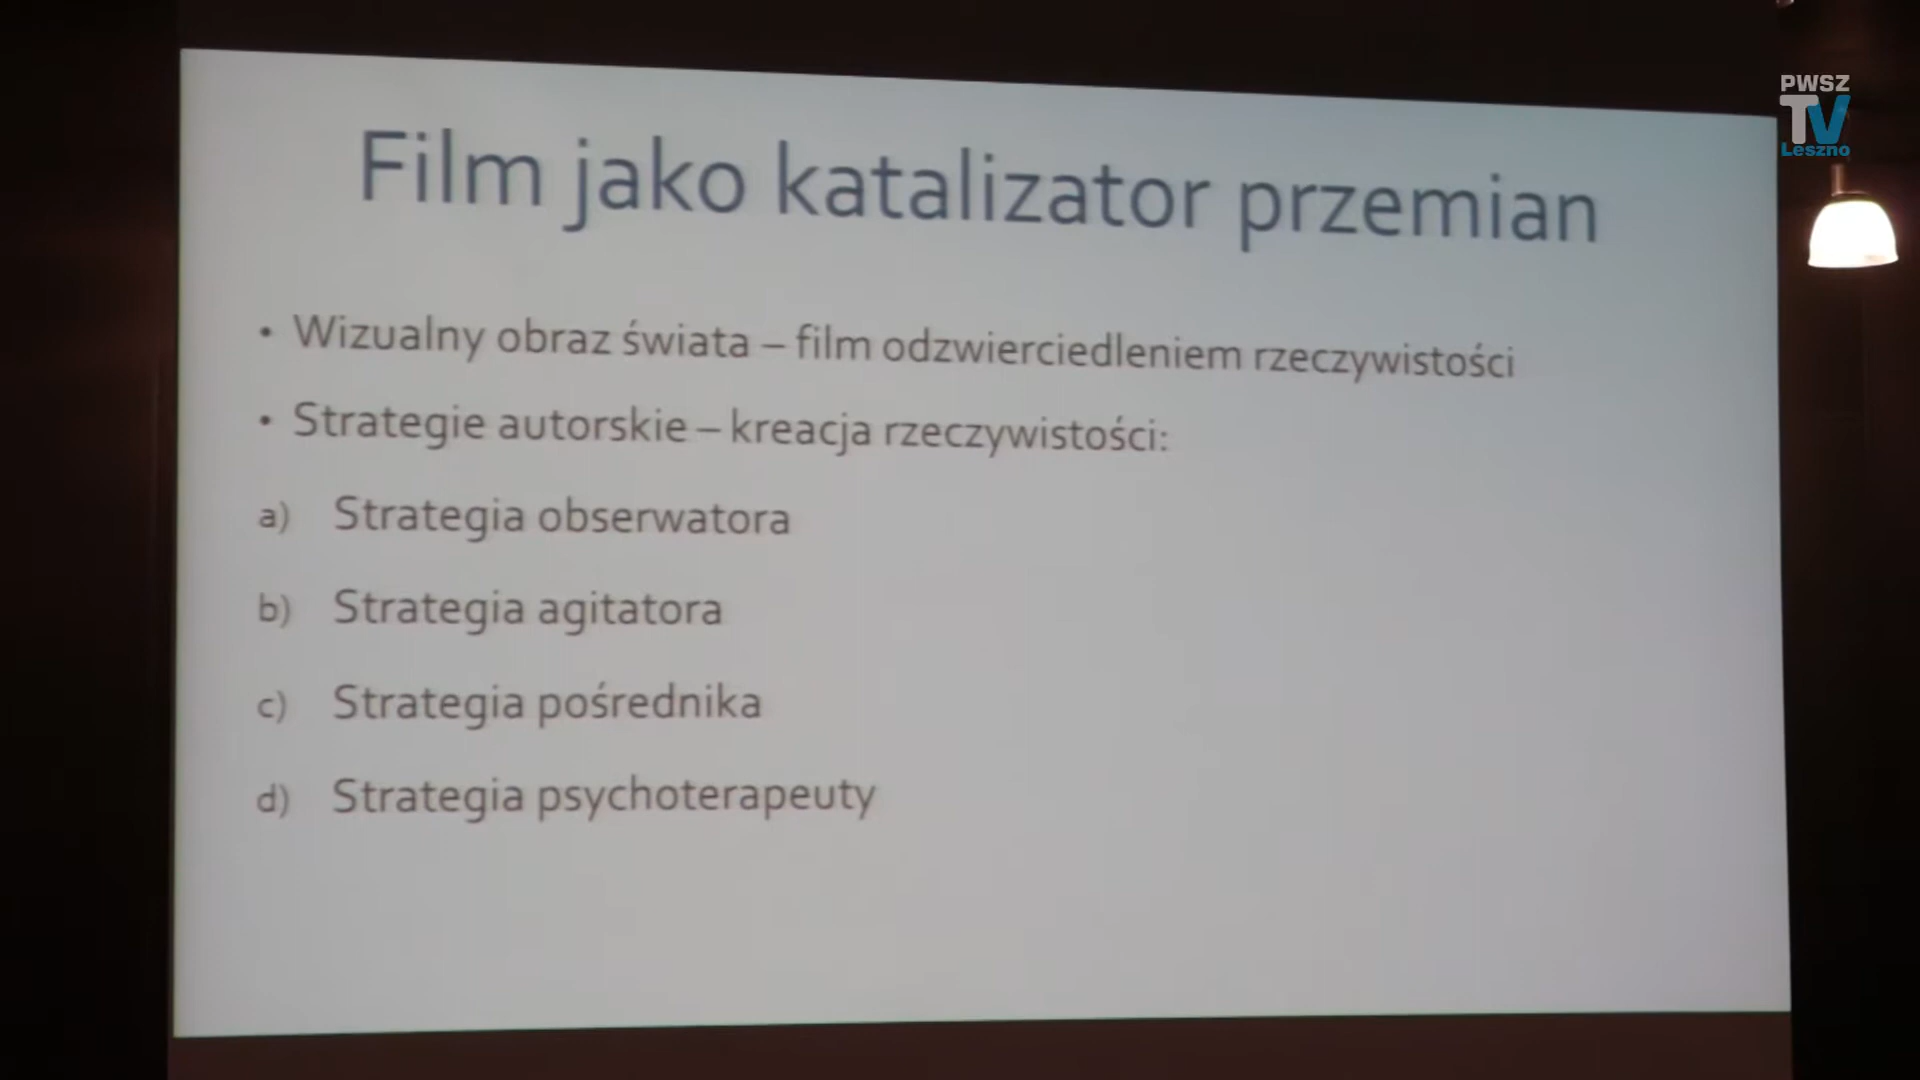 PWSZ
TV
Leszno
Film jako katalizator przemian
• Wizualny obraz świata – film odzwierciedleniem rzeczywistości
• Strategie autorskie – kreacja rzeczywistości:
a) Strategia obserwatora
b) Strategia agitatora
c) Strategia pośrednika
d) Strategia psychoterapeuty